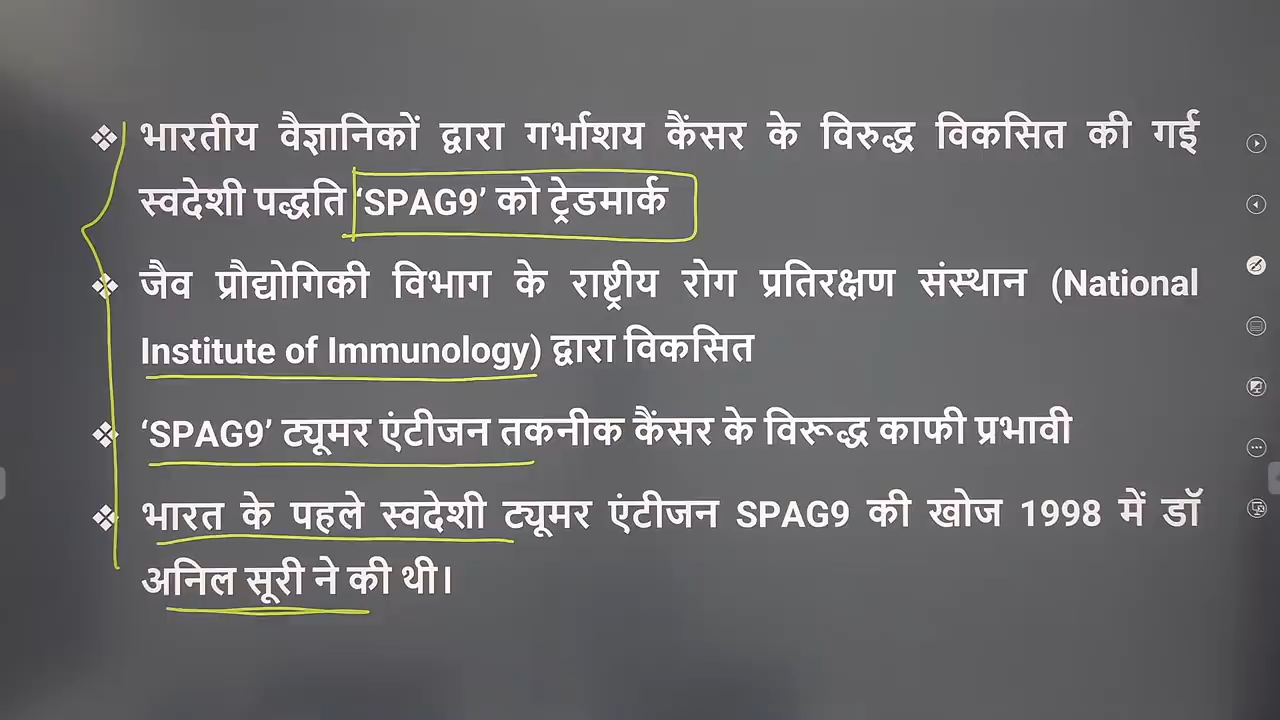 ❖ भारतीय वैज्ञानिकों द्वारा गर्भाशय कैंसर के विरुद्ध विकसित की गई
स्वदेशी पद्धति ‘SPAG9’ को ट्रेडमार्क
❖ जैव प्रौद्योगिकी विभाग के राष्ट्रीय रोग प्रतिरक्षण संस्थान (National
Institute of Immunology) द्वारा विकसित
❖ ‘SPAG9’ ट्यूमर एंटीजन तकनीक कैंसर के विरूद्ध काफी प्रभावी
❖ भारत के पहले स्वदेशी ट्यूमर एंटीजन SPAG9 की खोज 1998 में डॉ
अनिल सूरी ने की थी।